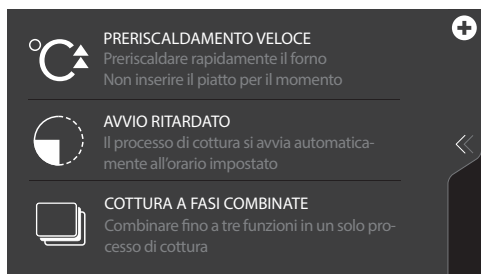 PRERISCALDAMENTO VELOCE
Preriscaldare rapidamente il forno
Non inserire il piatto per il momento
AVVIO RITARDATO
Il processo di cottura si avvia automatica-
mente all'orario impostato
COTTURA A FASI COMBINATE
Combinare fino a tre funzioni in un solo pro-
cesso di cottura